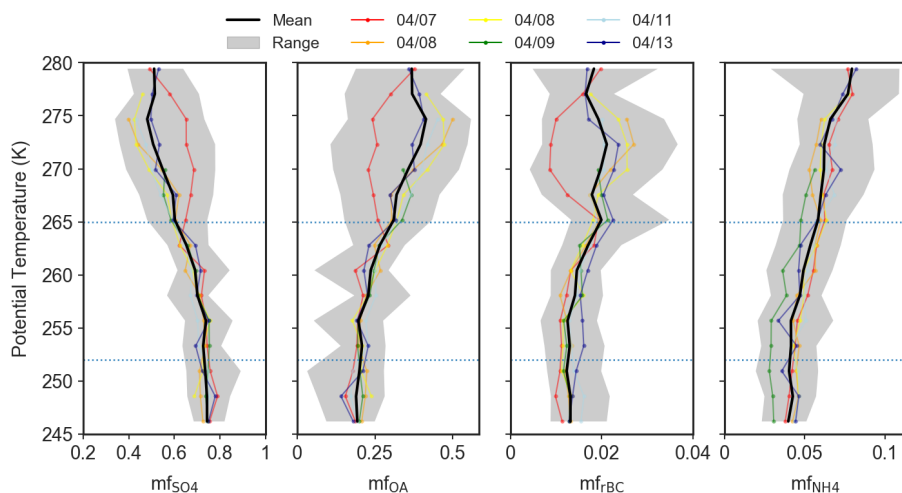 Mean 04/07 04/08 04/11
Range 04/08 04/09 04/13
Potential Temperature (K)
280
275
270
265
260
255
250
245
0.2 0.4 0.6 0.8 1
0 0.25 0.5
0 0.02 0.04
0 0.05 0.1
mfSO4 mfOA mfrBC mfNH4